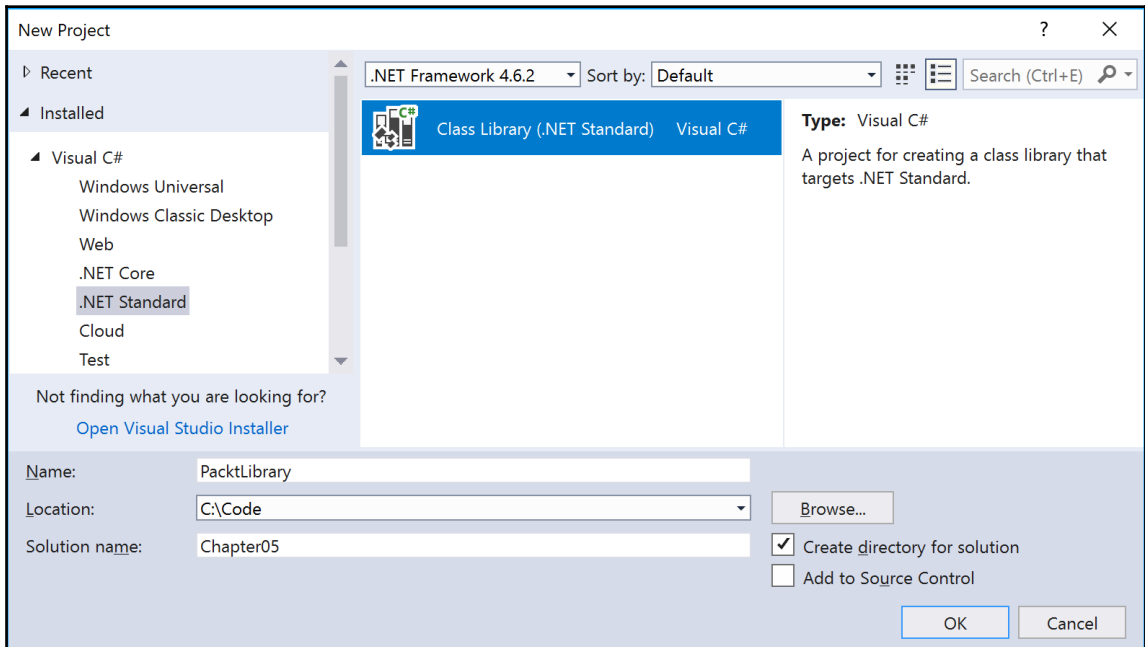 New Project
?
Recent
Installed
Visual C#
Windows Universal
Windows Classic Desktop
Web
.NET Core
.NET Standard
Cloud
Test
Not finding what you are looking for?
Open Visual Studio Installer
.NET Framework 4.6.2 Sort by: Default Search (Ctrl+E)
C#
Class Library (.NET Standard) Visual C#
Type: Visual C#
A project for creating a class library that
targets .NET Standard.
Name: PacktLibrary
Location: C:\Code Browse...
Solution name: Chapter05
Create directory for solution
Add to Source Control
OK Cancel